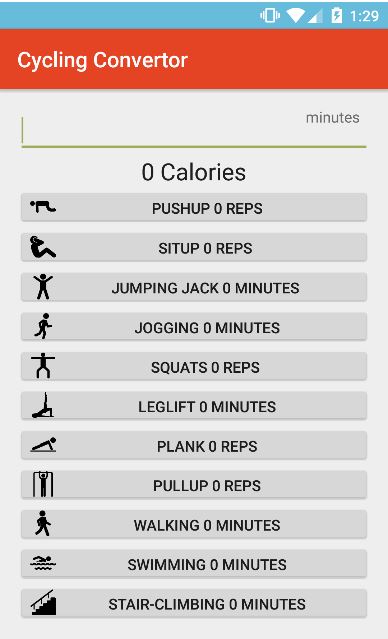 1:29
Cycling Convertor
minutes
0 Calories
PUSHUP 0 REPS
SITUP 0 REPS
JUMPING JACK 0 MINUTES
JOGGING 0 MINUTES
SQUATS 0 REPS
LEGLIFT 0 MINUTES
PLANK 0 REPS
PULLUP 0 REPS
WALKING 0 MINUTES
SWIMMING 0 MINUTES
STAIR-CLIMBING 0 MINUTES